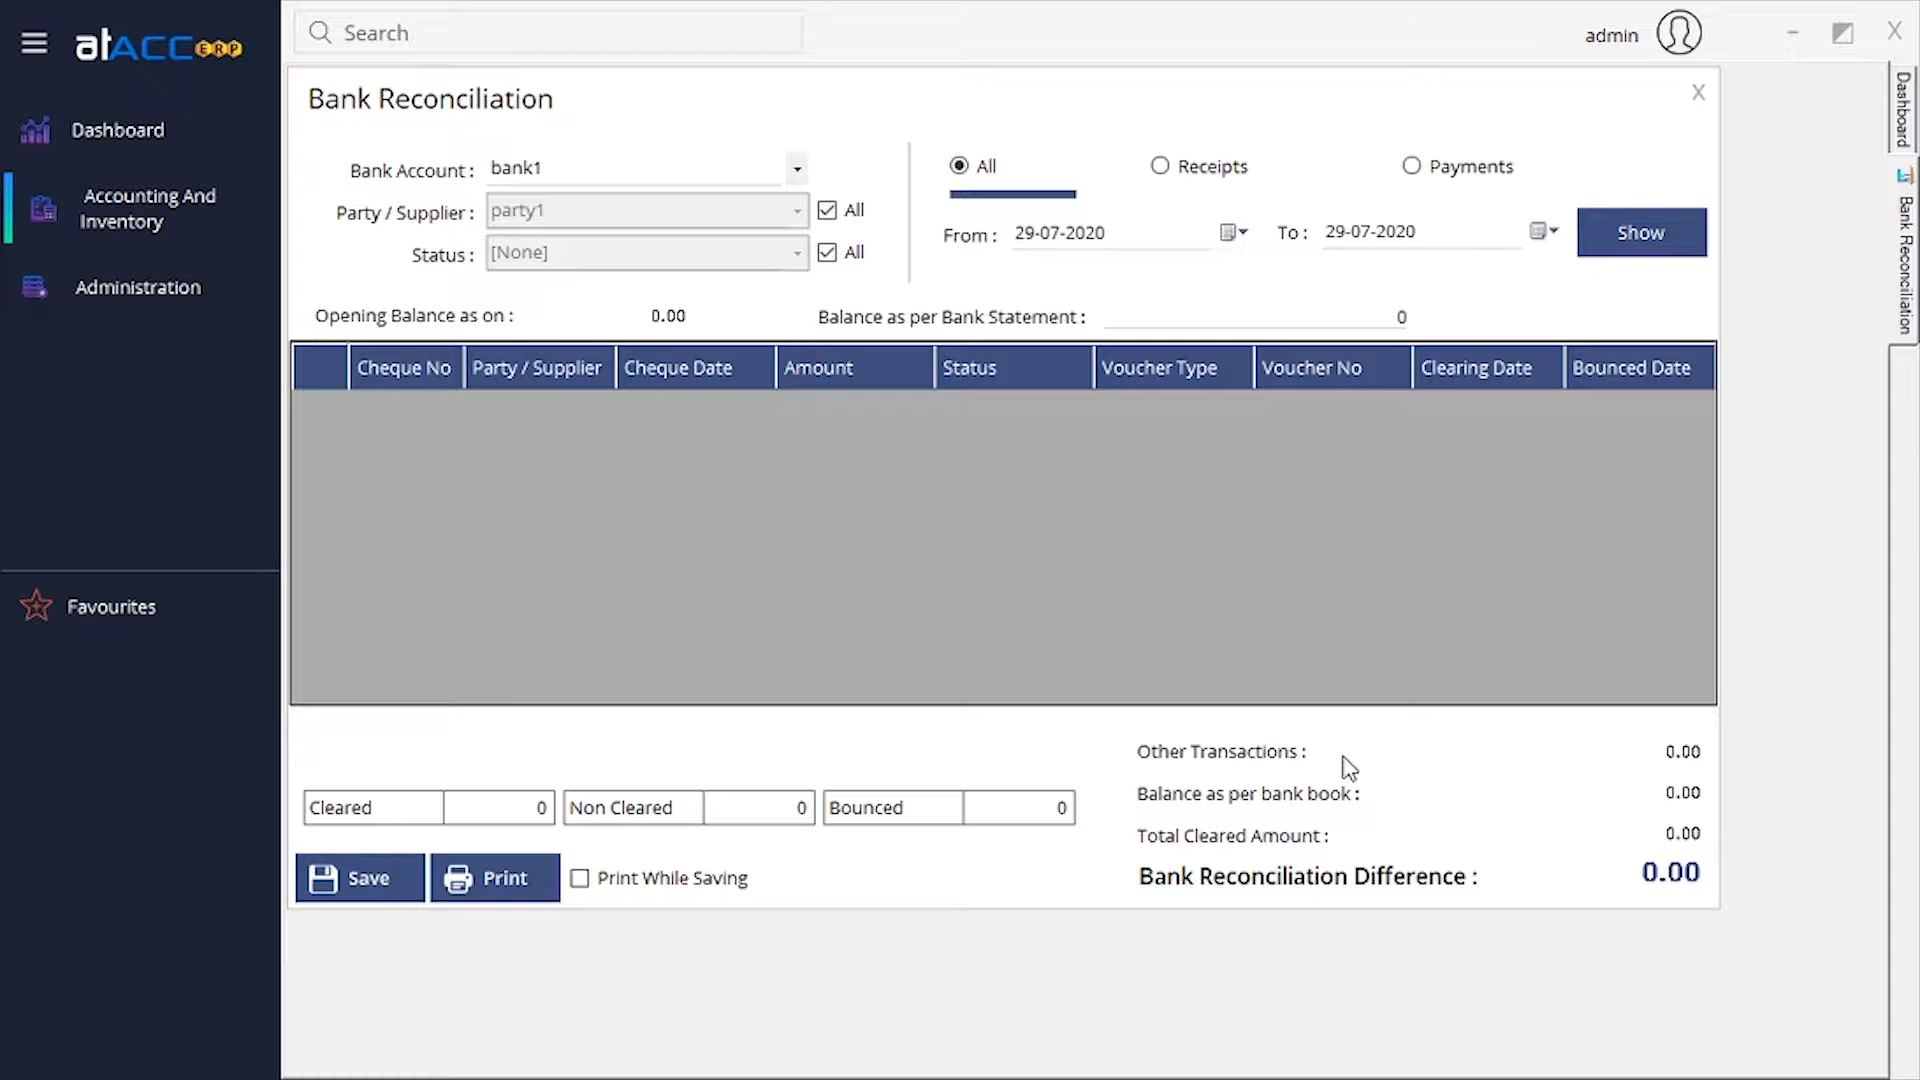 atACC ERP
Search
admin
X
Dashboard
Accounting And
Inventory
Administration
Favourites
Bank Reconciliation
X
Bank Account :
bank1
Party / Supplier :
party1
All
Status :
[None]
All
All
Receipts
Payments
From :
29-07-2020
To :
29-07-2020
Show
Opening Balance as on :
0.00
Balance as per Bank Statement :
0
Cheque No
Party / Supplier
Cheque Date
Amount
Status
Voucher Type
Voucher No
Clearing Date
Bounced Date
Other Transactions :
0.00
Balance as per bank book :
0.00
Total Cleared Amount :
0.00
Bank Reconciliation Difference :
0.00
Cleared
0
Non Cleared
0
Bounced
0
Save
Print
Print While Saving
Dashboard
Bank Reconciliation